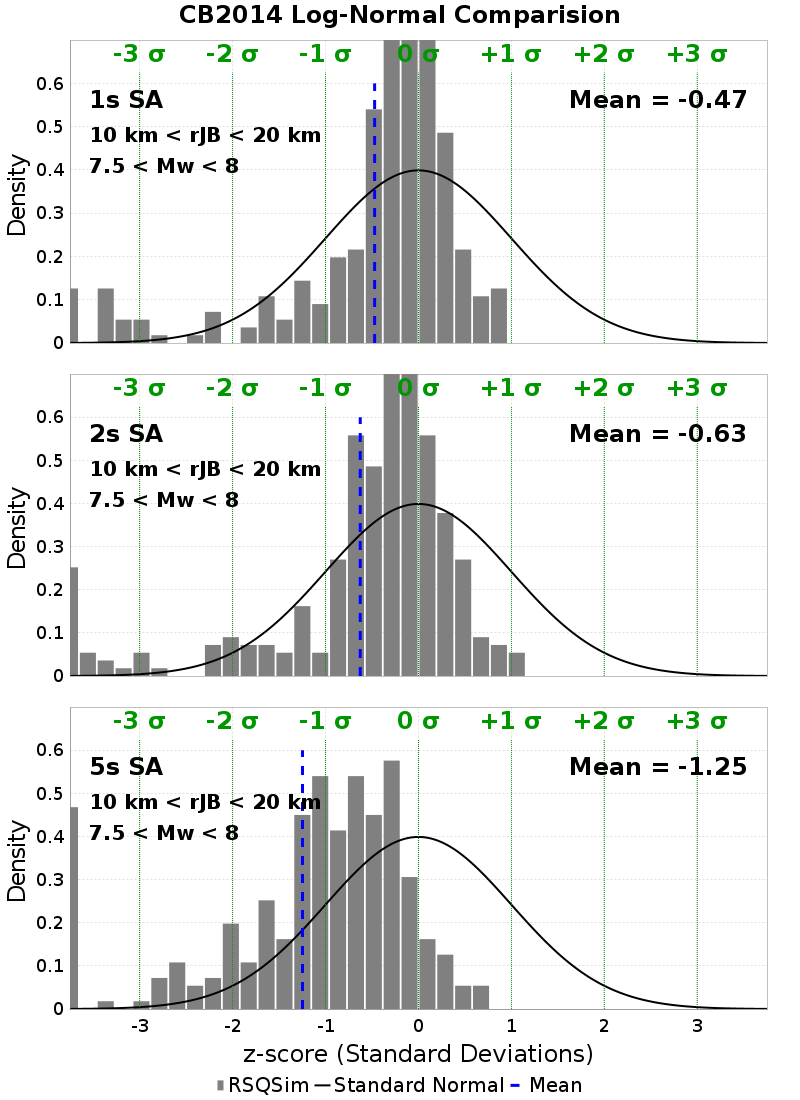 CB2014 Log-Normal Comparision
-3 σ -2 σ -1 σ 0 σ +1 σ +2 σ +3 σ
1s SA Mean = -0.47
10 km < rJB < 20 km
7.5 < Mw < 8
Density
0.6
0.5
0.4
0.3
0.2
0.1
0
-3 σ -2 σ -1 σ 0 σ +1 σ +2 σ +3 σ
2s SA Mean = -0.63
10 km < rJB < 20 km
7.5 < Mw < 8
Density
0.6
0.5
0.4
0.3
0.2
0.1
0
-3 σ -2 σ -1 σ 0 σ +1 σ +2 σ +3 σ
5s SA Mean = -1.25
10 km < rJB < 20 km
7.5 < Mw < 8
Density
0.6
0.5
0.4
0.3
0.2
0.1
0
-3 -2 -1 0 1 2 3
z-score (Standard Deviations)
RSQSim Standard Normal Mean